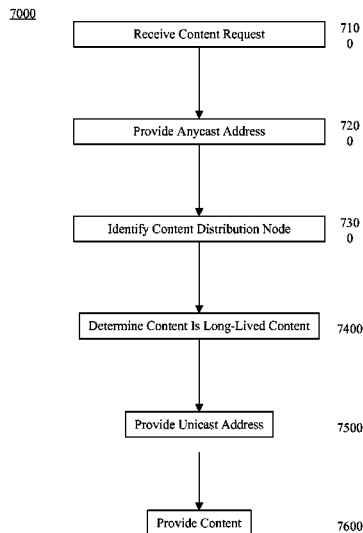 7000
Receive Content Request
710
0
Provide Anycast Address
720
0
Identify Content Distribution Node
730
0
Determine Content Is Long-Lived Content
7400
Provide Unicast Address
7500
Provide Content
7600